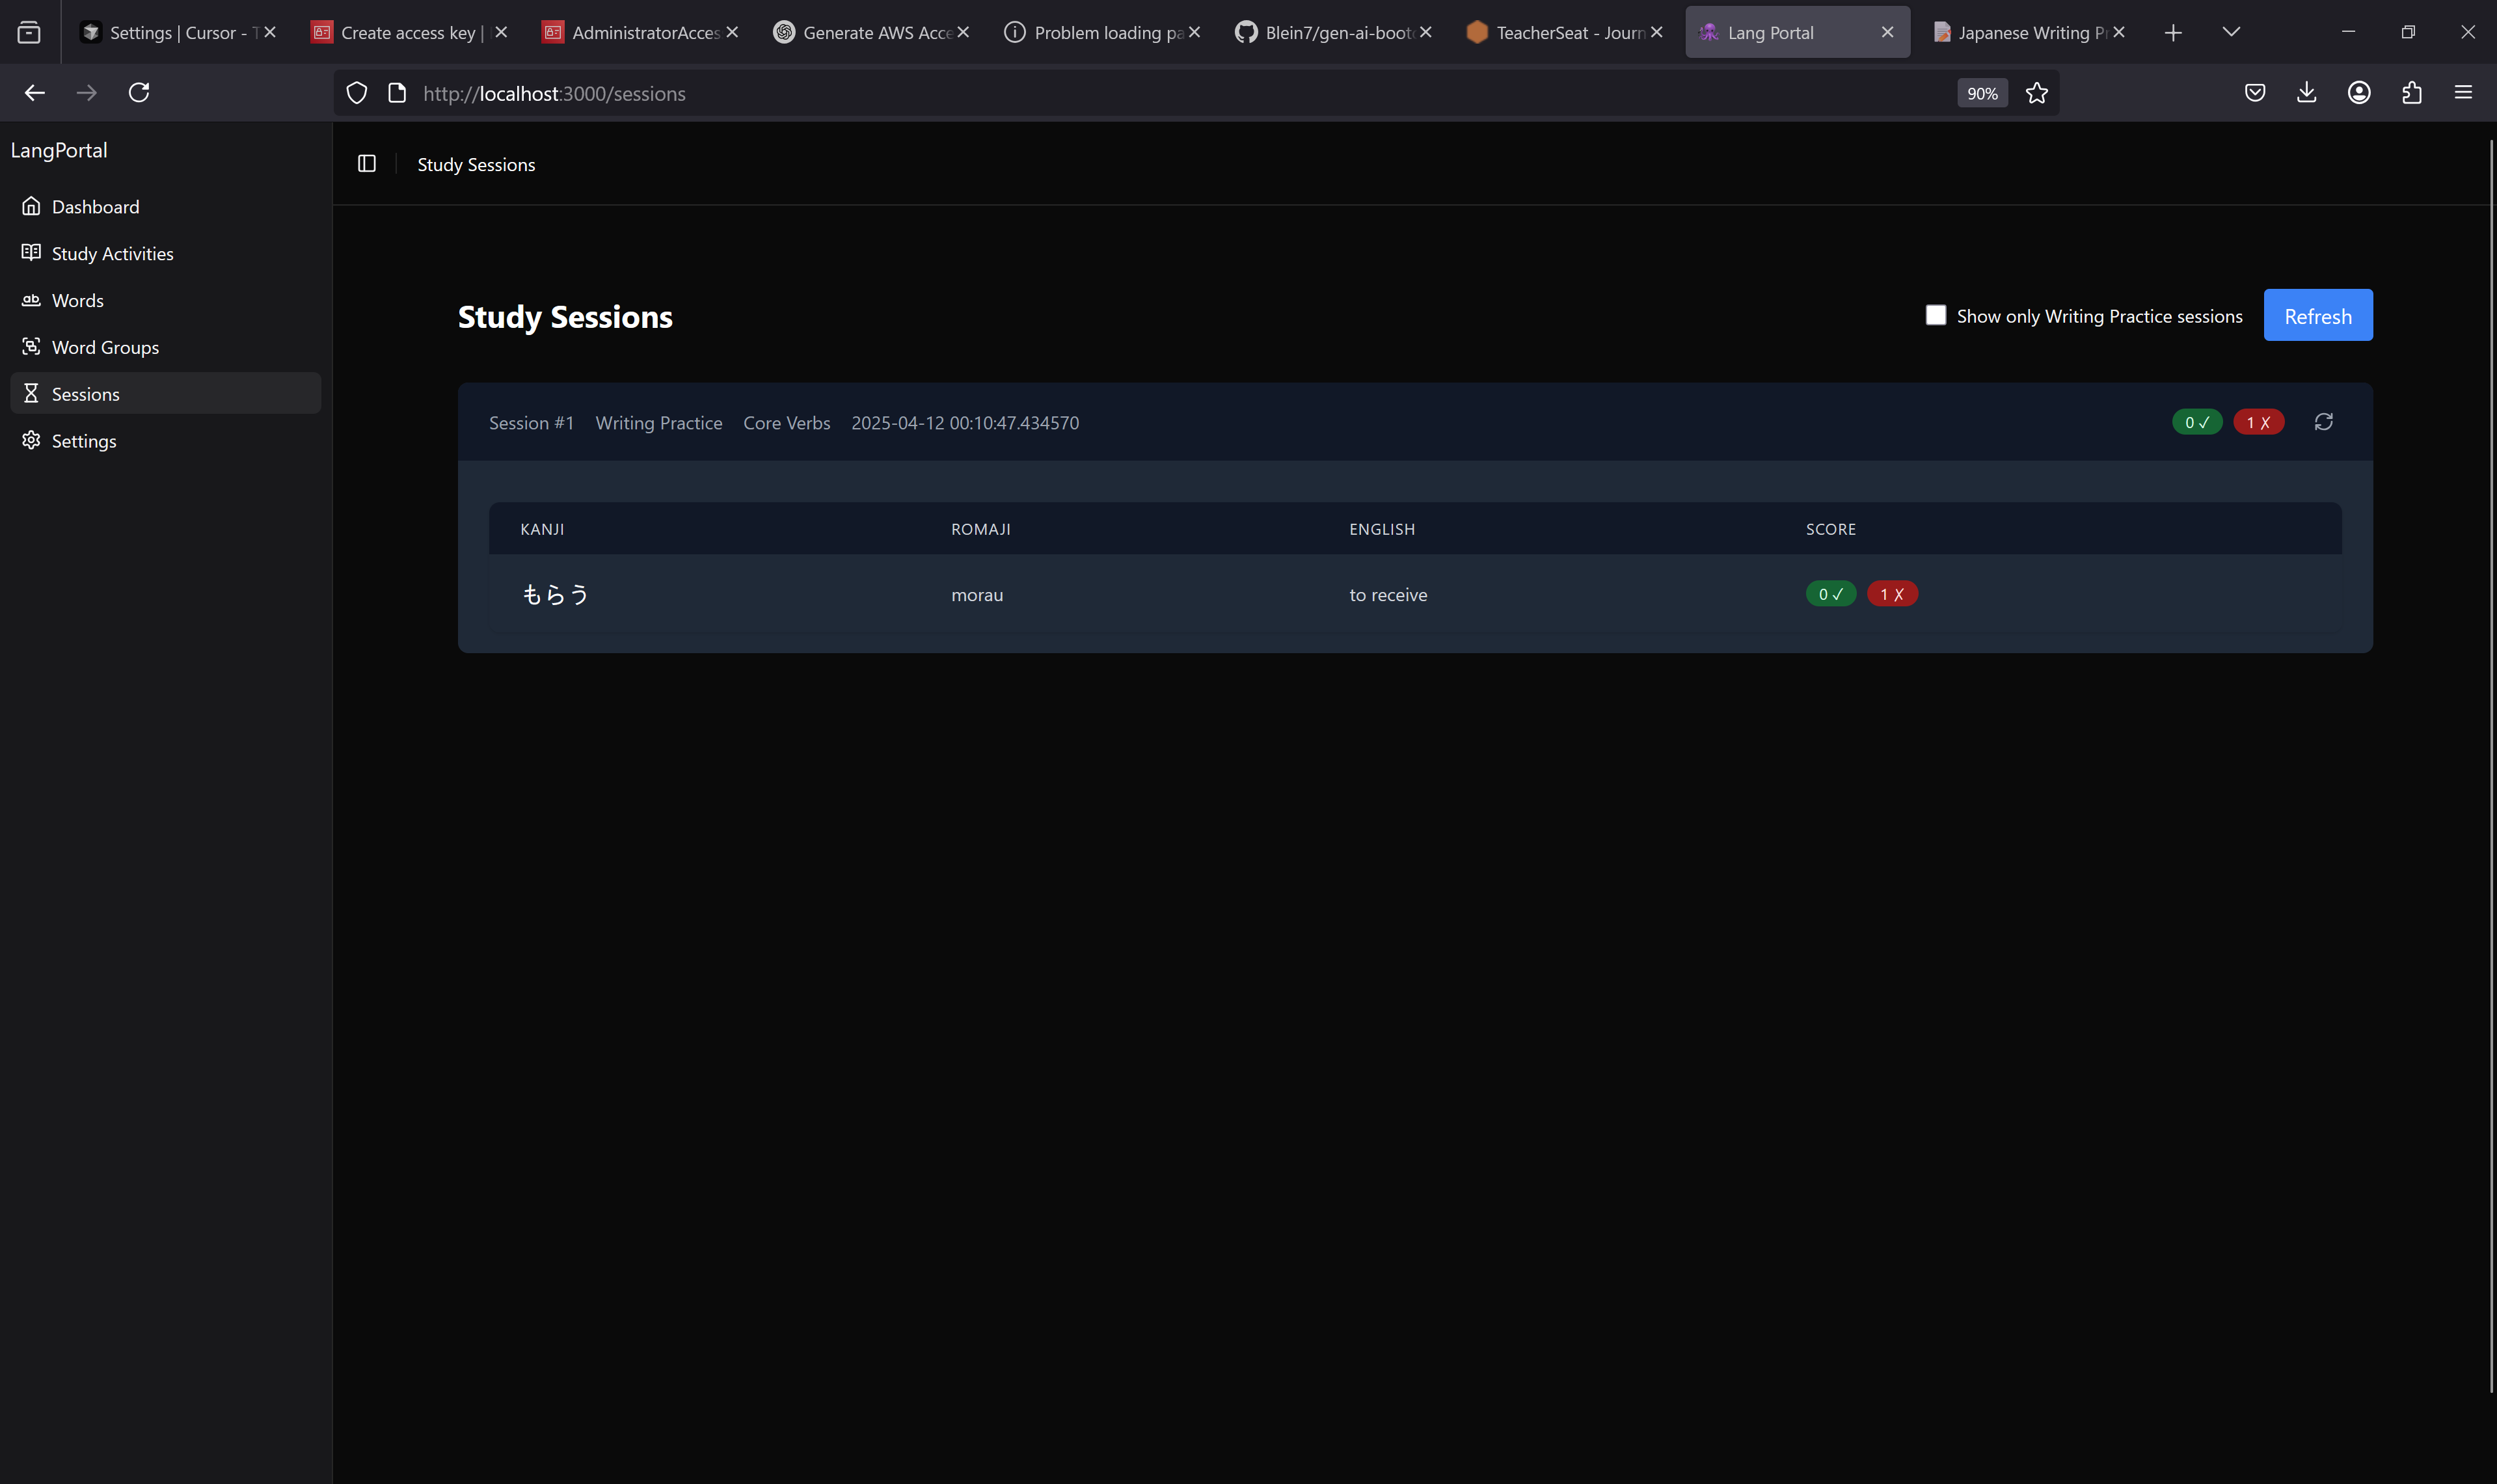 Settings | Cursor - T
Create access key |
AdministratorAcces
Generate AWS Acce
Problem loading pa
Blein7/gen-ai-boot
TeacherSeat - Journ
Lang Portal
Japanese Writing Pr
http://localhost:3000/sessions
90%
LangPortal
Dashboard
Study Activities
Words
Word Groups
Sessions
Settings
Study Sessions
Study Sessions
Show only Writing Practice sessions
Refresh
Session #1 Writing Practice Core Verbs 2025-04-12 00:10:47.434570 0 ✓ 1 ✗
KANJI ROMAJI ENGLISH SCORE
もらう morau to receive 0 ✓ 1 ✗